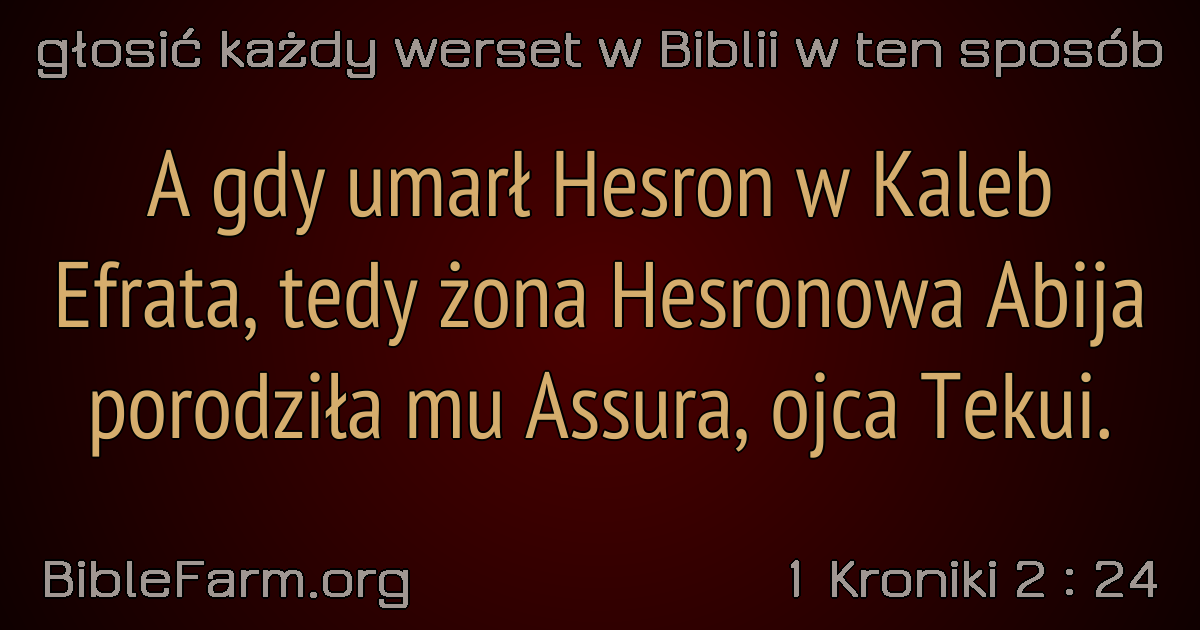 głosić każdy werset w Biblii w ten sposób
A gdy umarł Hesron w Kaleb
Efrata, tedy żona Hesronowa Abija
porodziła mu Assura, ojca Tekui.
BibleFarm.org
1 Kroniki 2 : 24